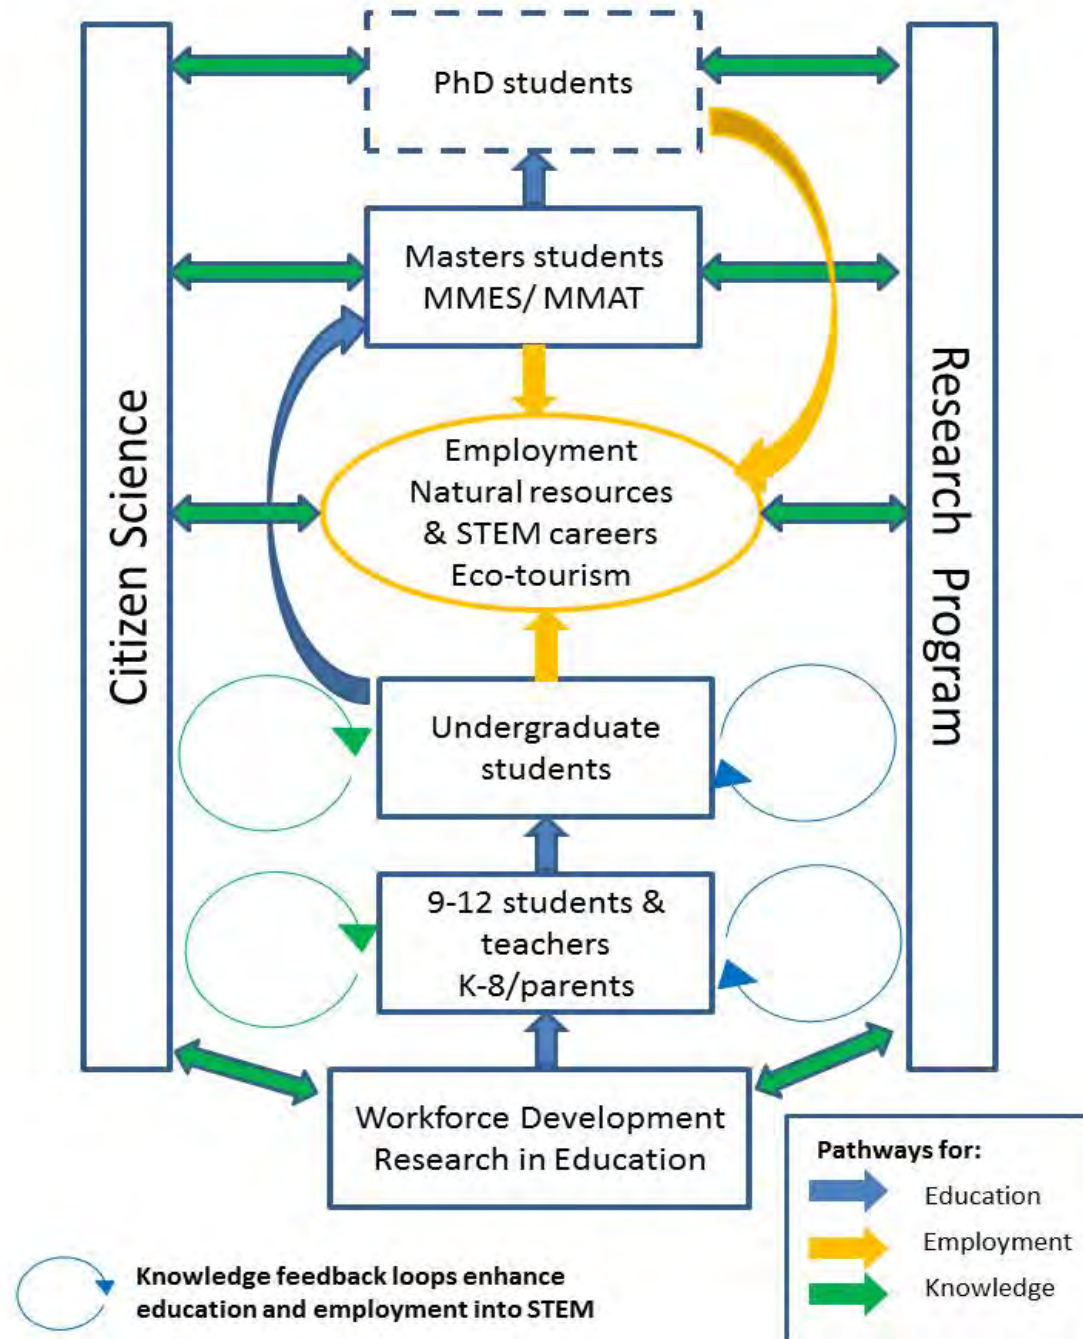 PhD students
Masters students
MMES/ MMAT
Citizen Science
Research Program
Employment
Natural resources
& STEM careers
Eco-tourism
Undergraduate
students
9-12 students &
teachers
K-8/parents
Workforce Development
Research in Education
Pathways for:
Education
Employment
Knowledge
Knowledge feedback loops enhance
education and employment into STEM